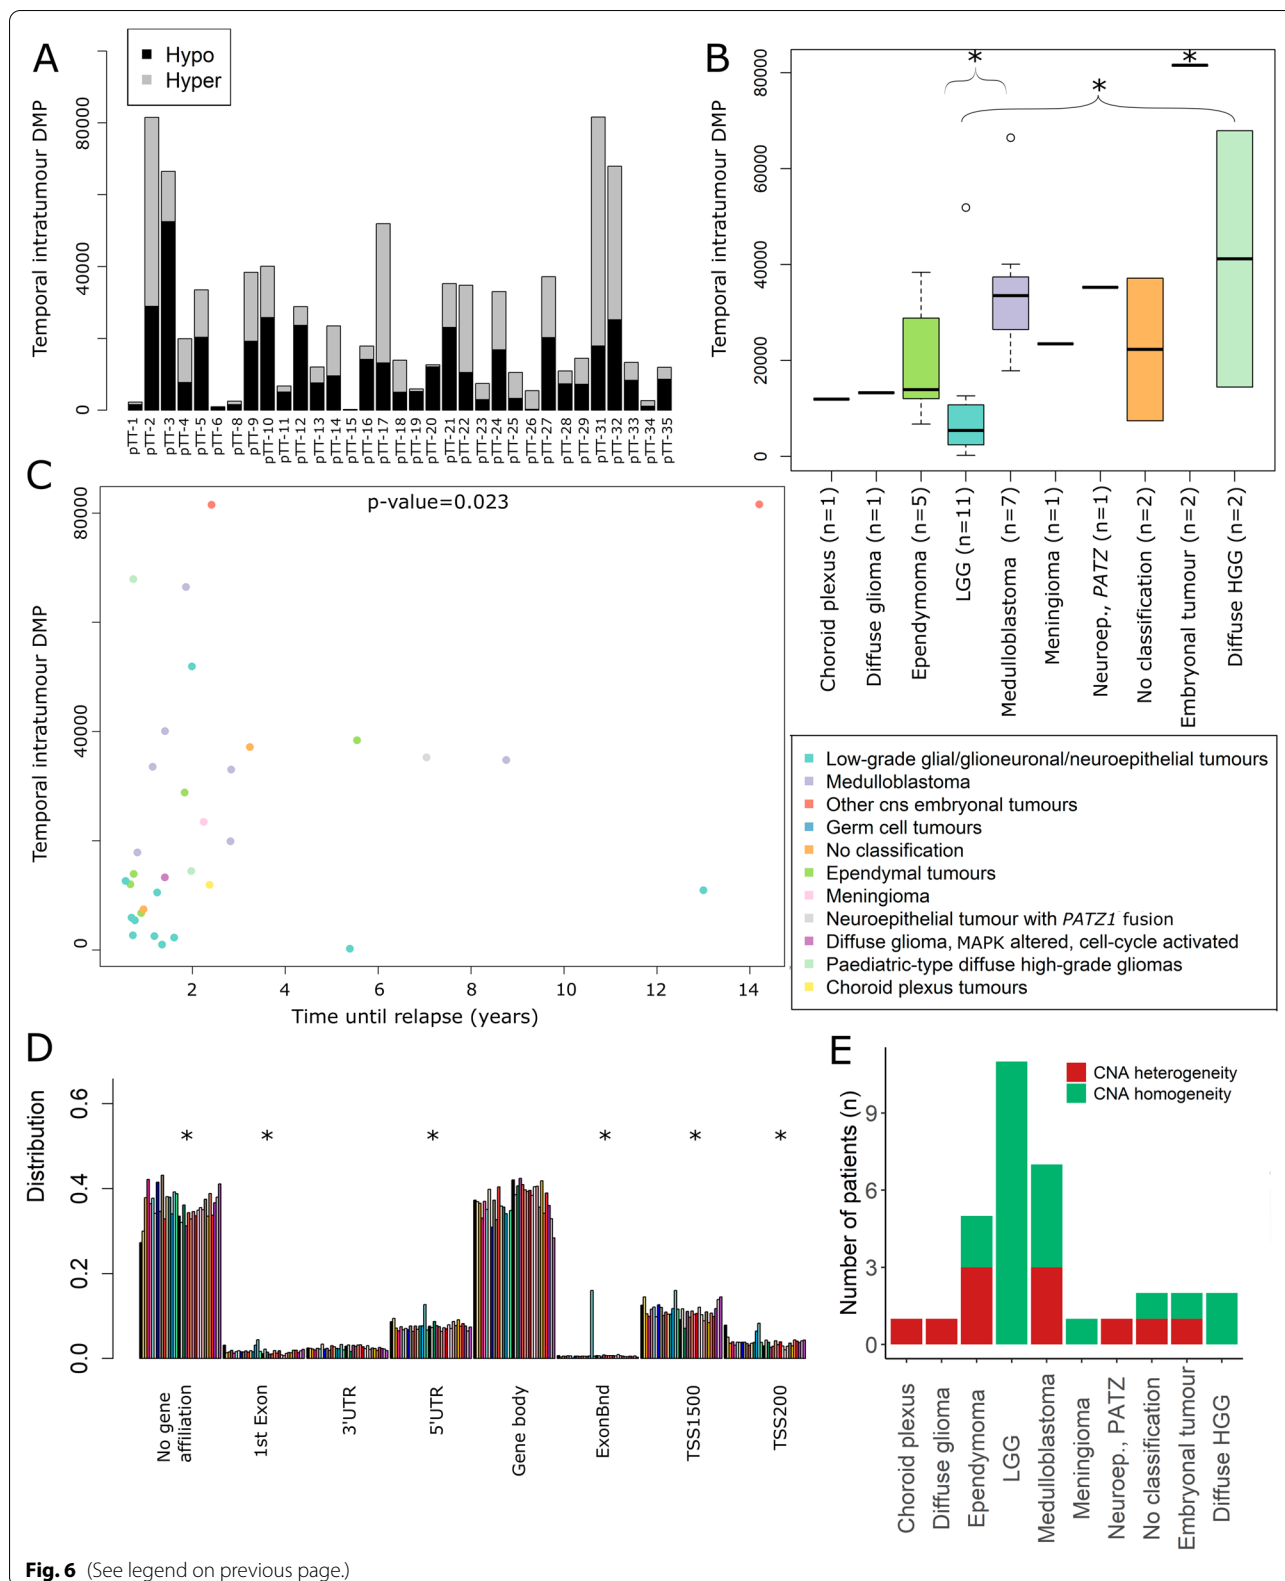 A
Hypo
Hyper
Temporal intratumour DMP
0
40000
80000
pTT-1
pTT-2
pTT-3
pTT-4
pTT-5
pTT-6
pTT-8
pTT-9
pTT-10
pTT-11
pTT-12
pTT-13
pTT-14
pTT-15
pTT-16
pTT-17
pTT-18
pTT-19
pTT-20
pTT-21
pTT-22
pTT-23
pTT-24
pTT-25
pTT-26
pTT-27
pTT-28
pTT-29
pTT-31
pTT-32
pTT-33
pTT-34
pTT-35
B
Temporal intratumour DMP
0
20000
40000
60000
80000
*
*
*
Choroid plexus (n=1)
Diffuse glioma (n=1)
Ependymoma (n=5)
LGG (n=11)
Medulloblastoma (n=7)
Meningioma (n=1)
Neuroep., PATZ (n=1)
No classification (n=2)
Embryonal tumour (n=2)
Diffuse HGG (n=2)
C
p-value=0.023
Temporal intratumour DMP
0
40000
80000
2
4
6
8
10
12
14
Time until relapse (years)
Low-grade glial/glioneuronal/neuroepithelial tumours
Medulloblastoma
Other cns embryonal tumours
Germ cell tumours
No classification
Ependymal tumours
Meningioma
Neuroepithelial tumour with PATZ1 fusion
Diffuse glioma, MAPK altered, cell-cycle activated
Paediatric-type diffuse high-grade gliomas
Choroid plexus tumours
D
Distribution
0.0
0.2
0.4
0.6
*
*
*
*
*
*
No gene
affiliation
1st Exon
3'UTR
5'UTR
Gene body
ExonBnd
TSS1500
TSS200
E
CNA heterogeneity
CNA homogeneity
Number of patients (n)
0
3
6
9
Choroid plexus
Diffuse glioma
Ependymoma
LGG
Medulloblastoma
Meningioma
Neuroep., PATZ
No classification
Embryonal tumour
Diffuse HGG
Fig. 6 (See legend on previous page.)